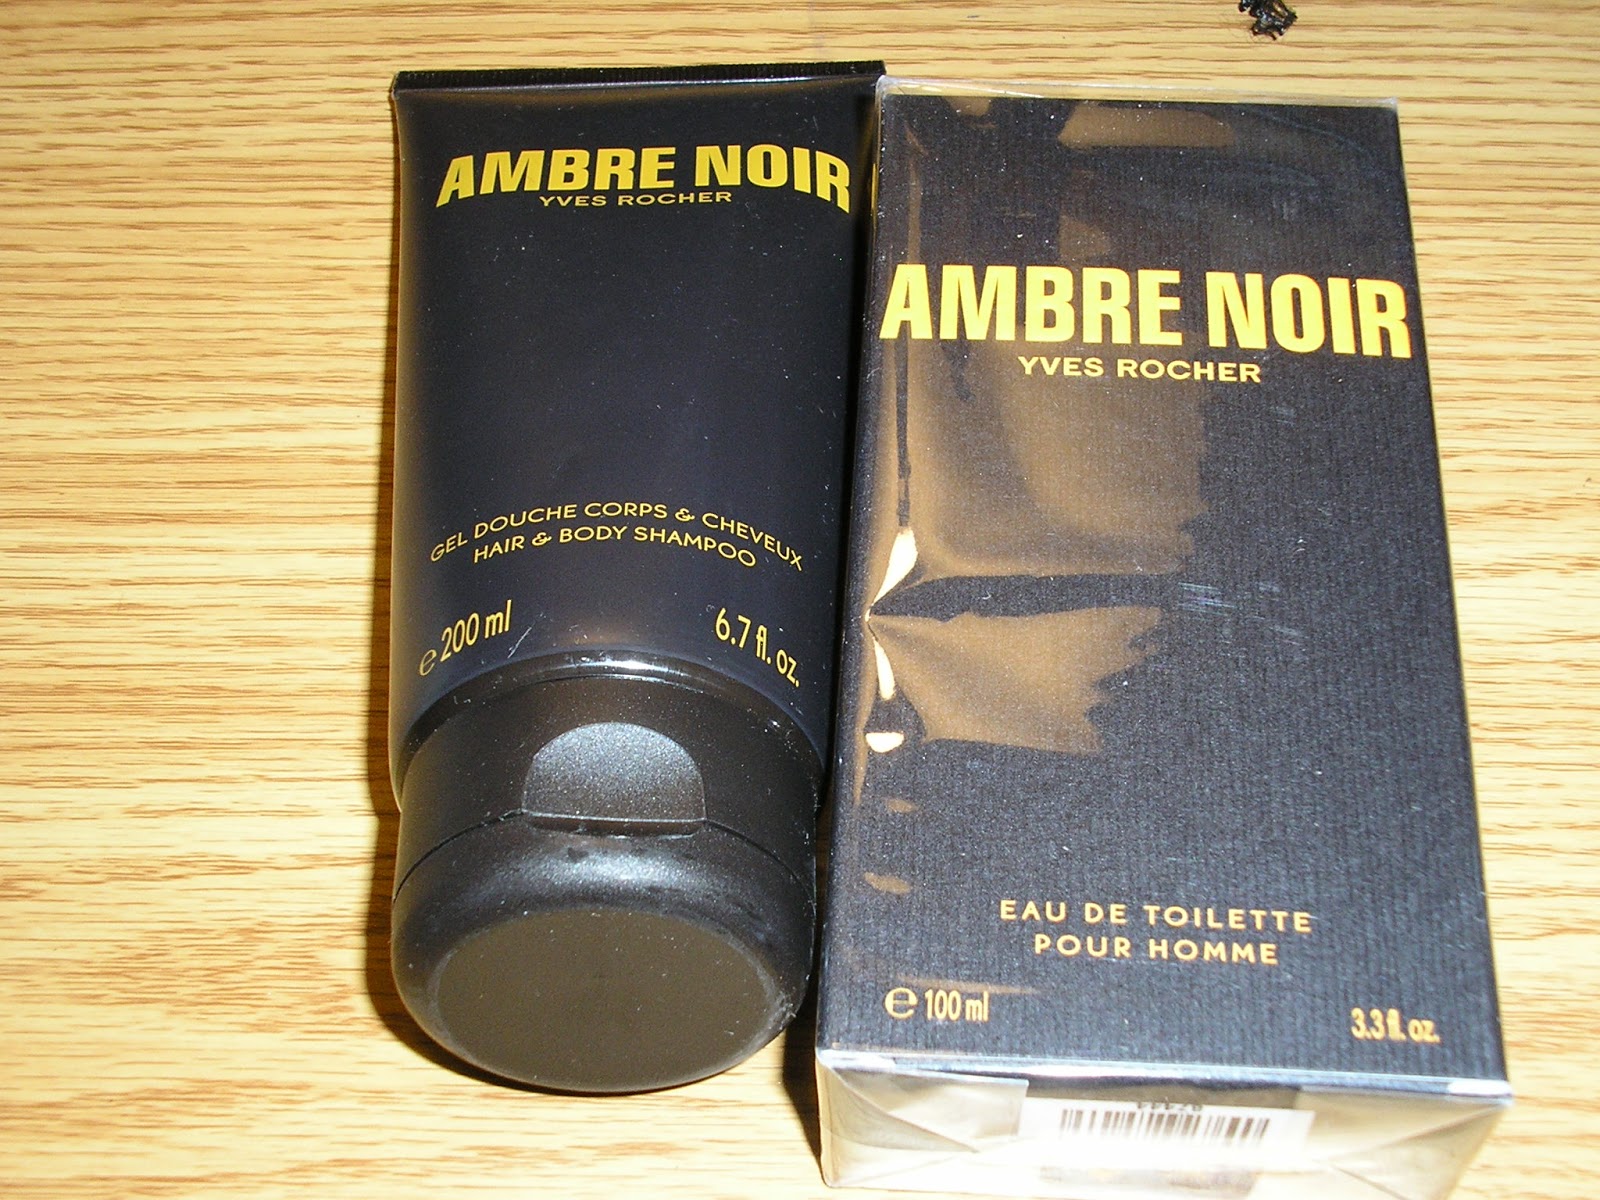 AMBRE NOIR
YVES ROCHER
GEL DOUCHE CORPS & CHEVEUX
HAIR & BODY SHAMPOO
℮ 200 ml
6.7 fl. oz.
AMBRE NOIR
YVES ROCHER
EAU DE TOILETTE
POUR HOMME
℮ 100 ml
3.3 fl. oz.